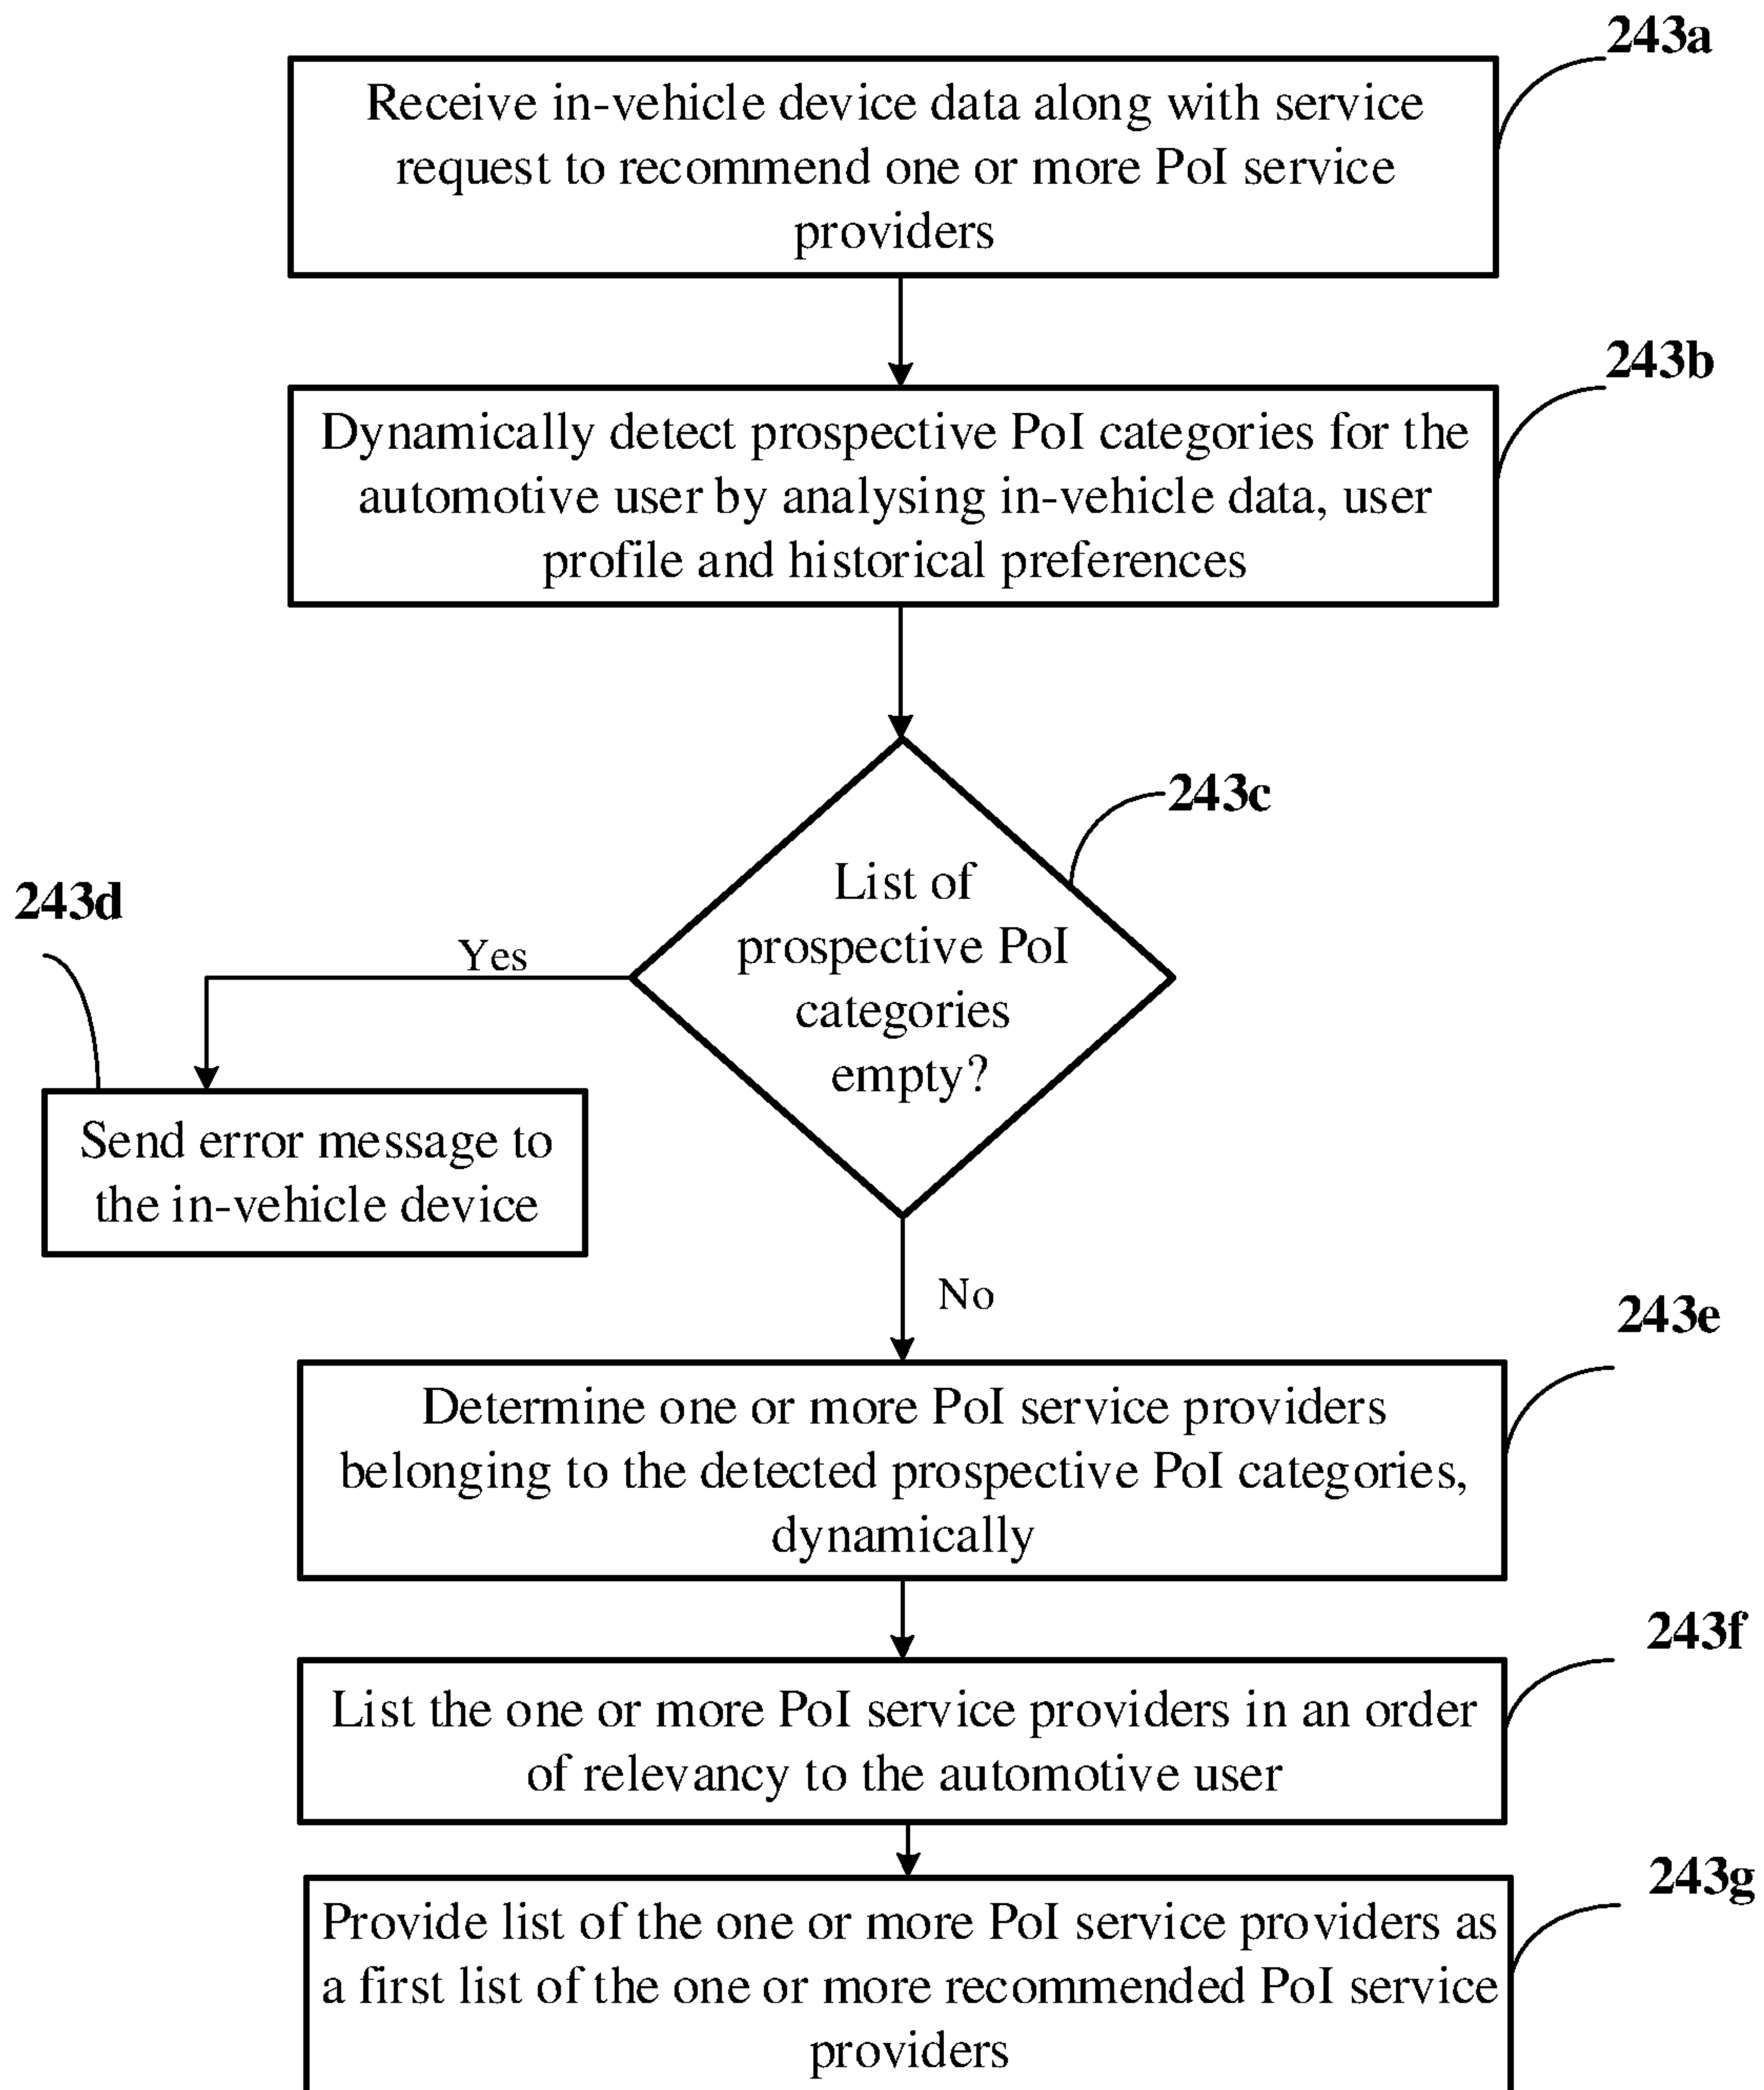 243a
Receive in-vehicle device data along with service
request to recommend one or more PoI service
providers
243b
Dynamically detect prospective PoI categories for the
automotive user by analysing in-vehicle data, user
profile and historical preferences
243c
List of
prospective PoI
categories
empty?
Yes
243d
Send error message to
the in-vehicle device
No
243e
Determine one or more PoI service providers
belonging to the detected prospective PoI categories,
dynamically
243f
List the one or more PoI service providers in an order
of relevancy to the automotive user
243g
Provide list of the one or more PoI service providers as
a first list of the one or more recommended PoI service
providers